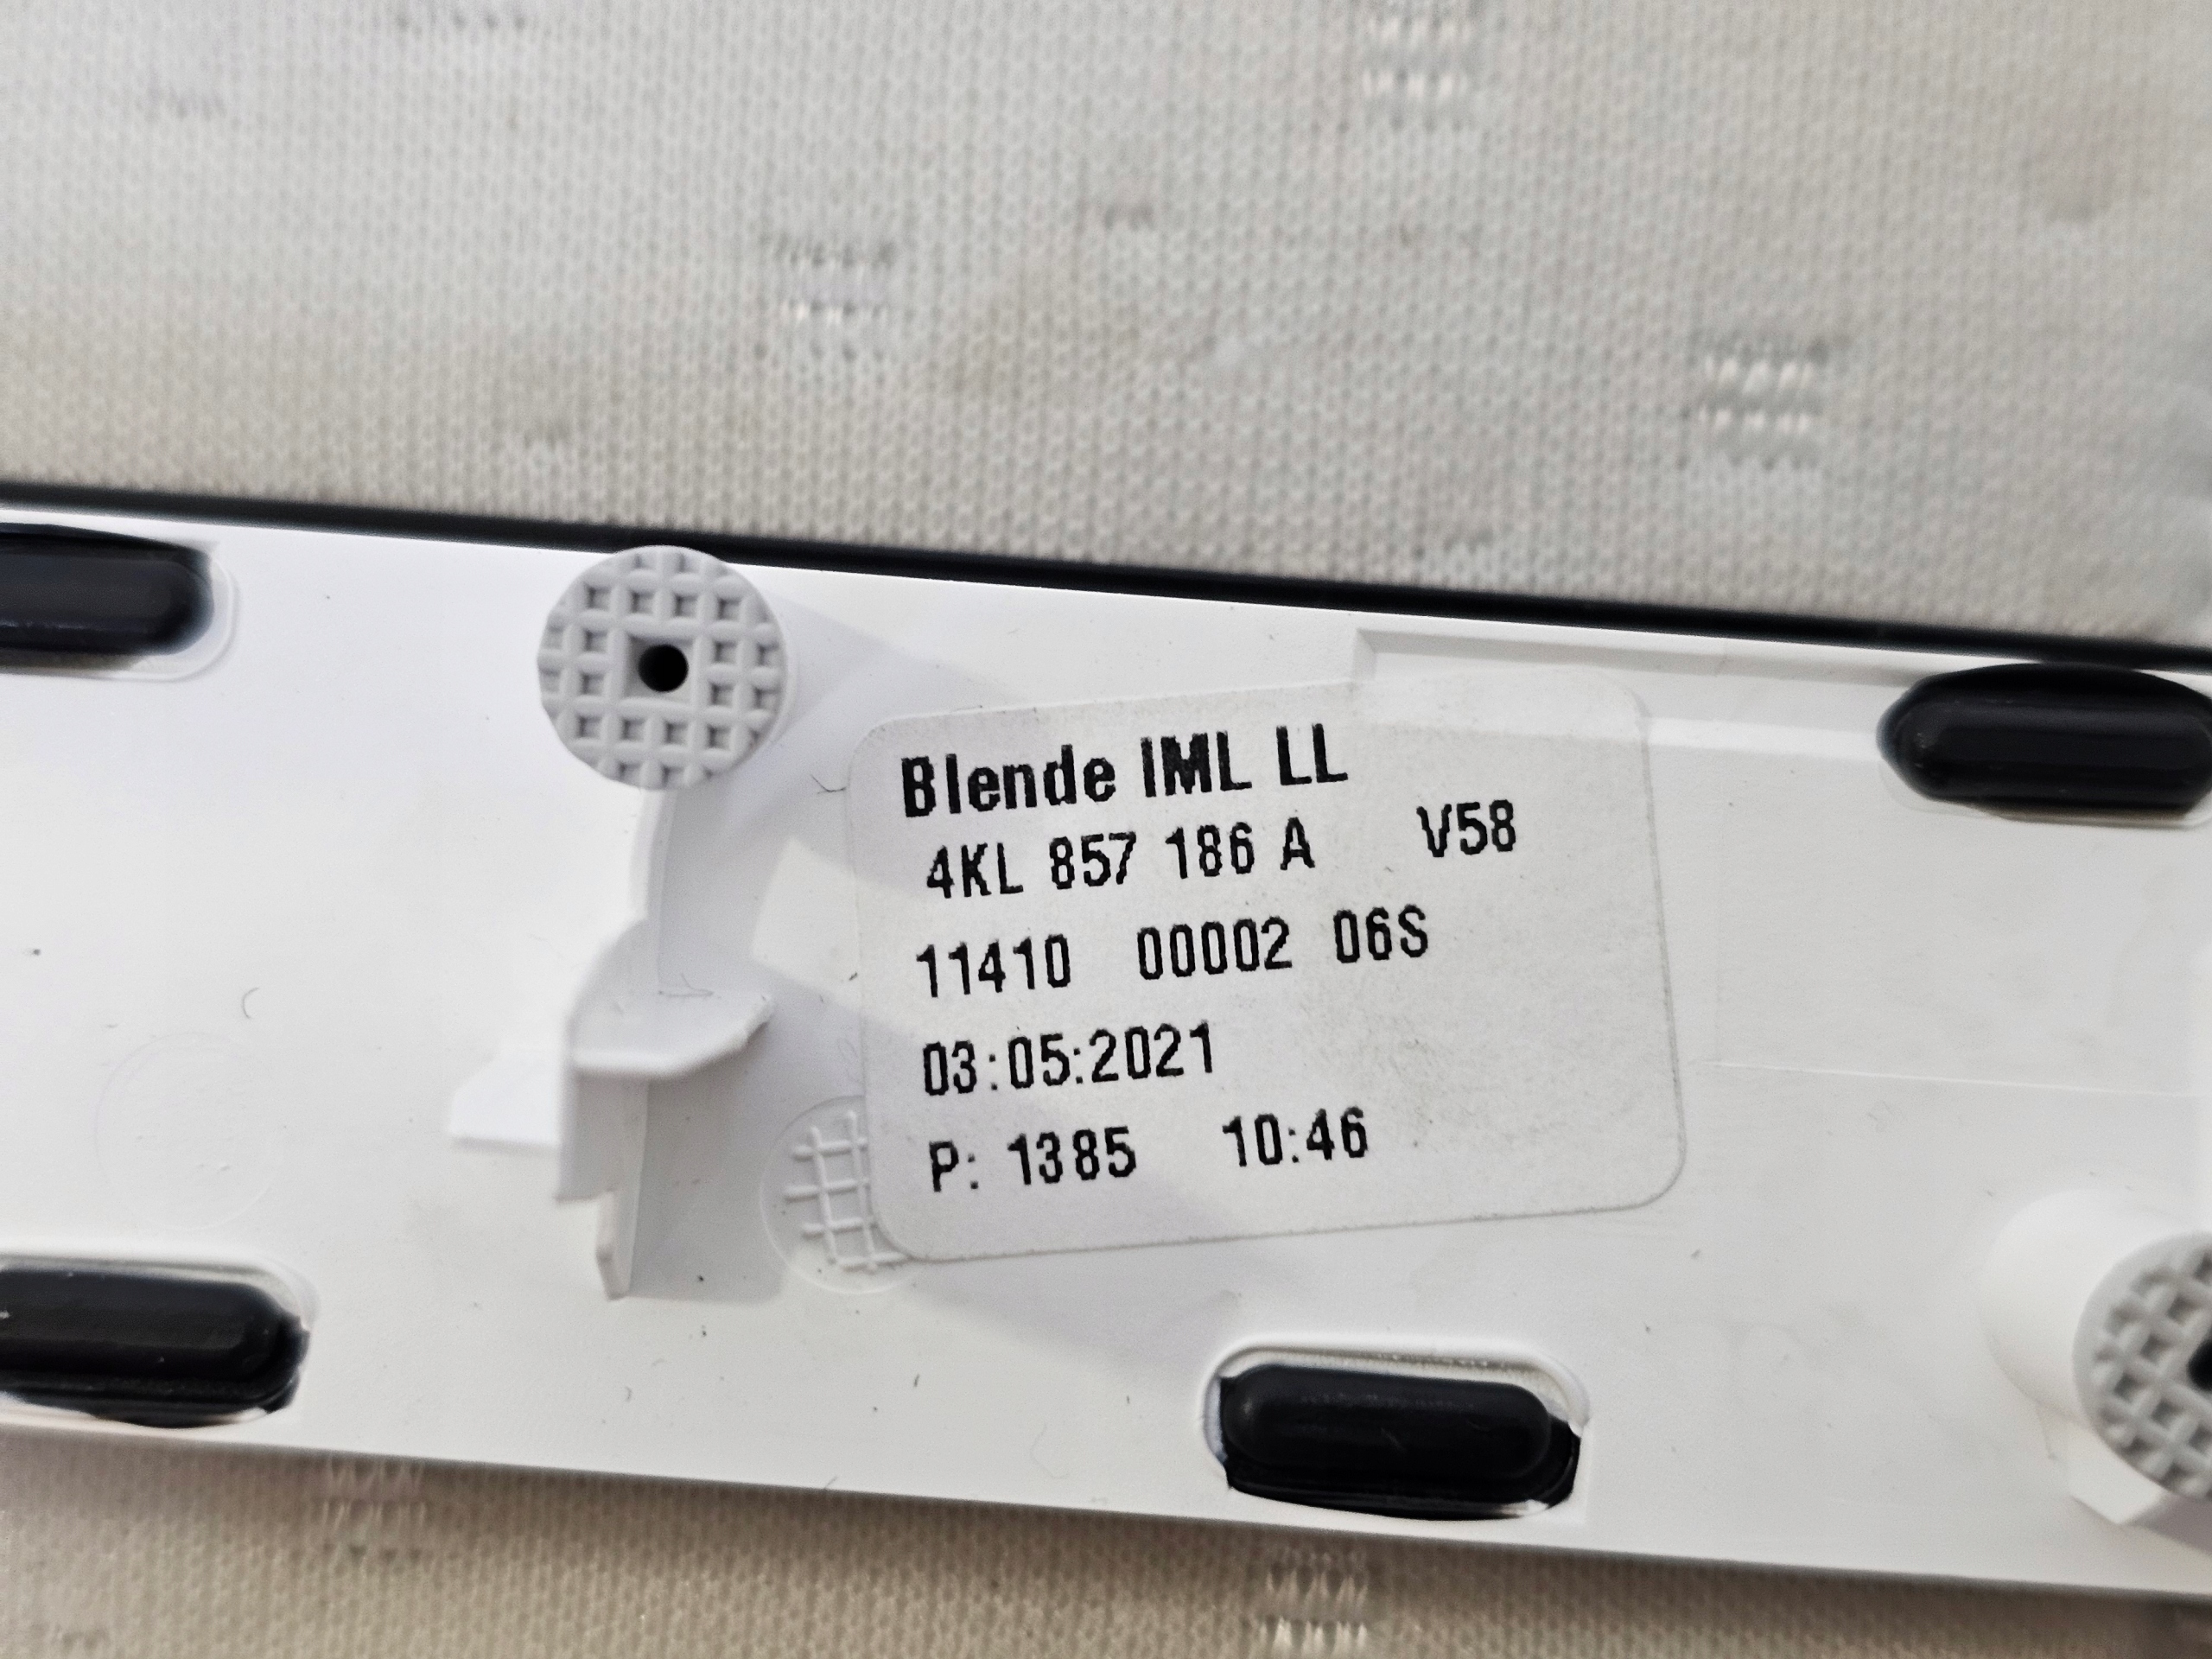 Blende IML LL
4KL 857 186 A V58
11410 00002 06S
03:05:2021
P: 1385 10:46